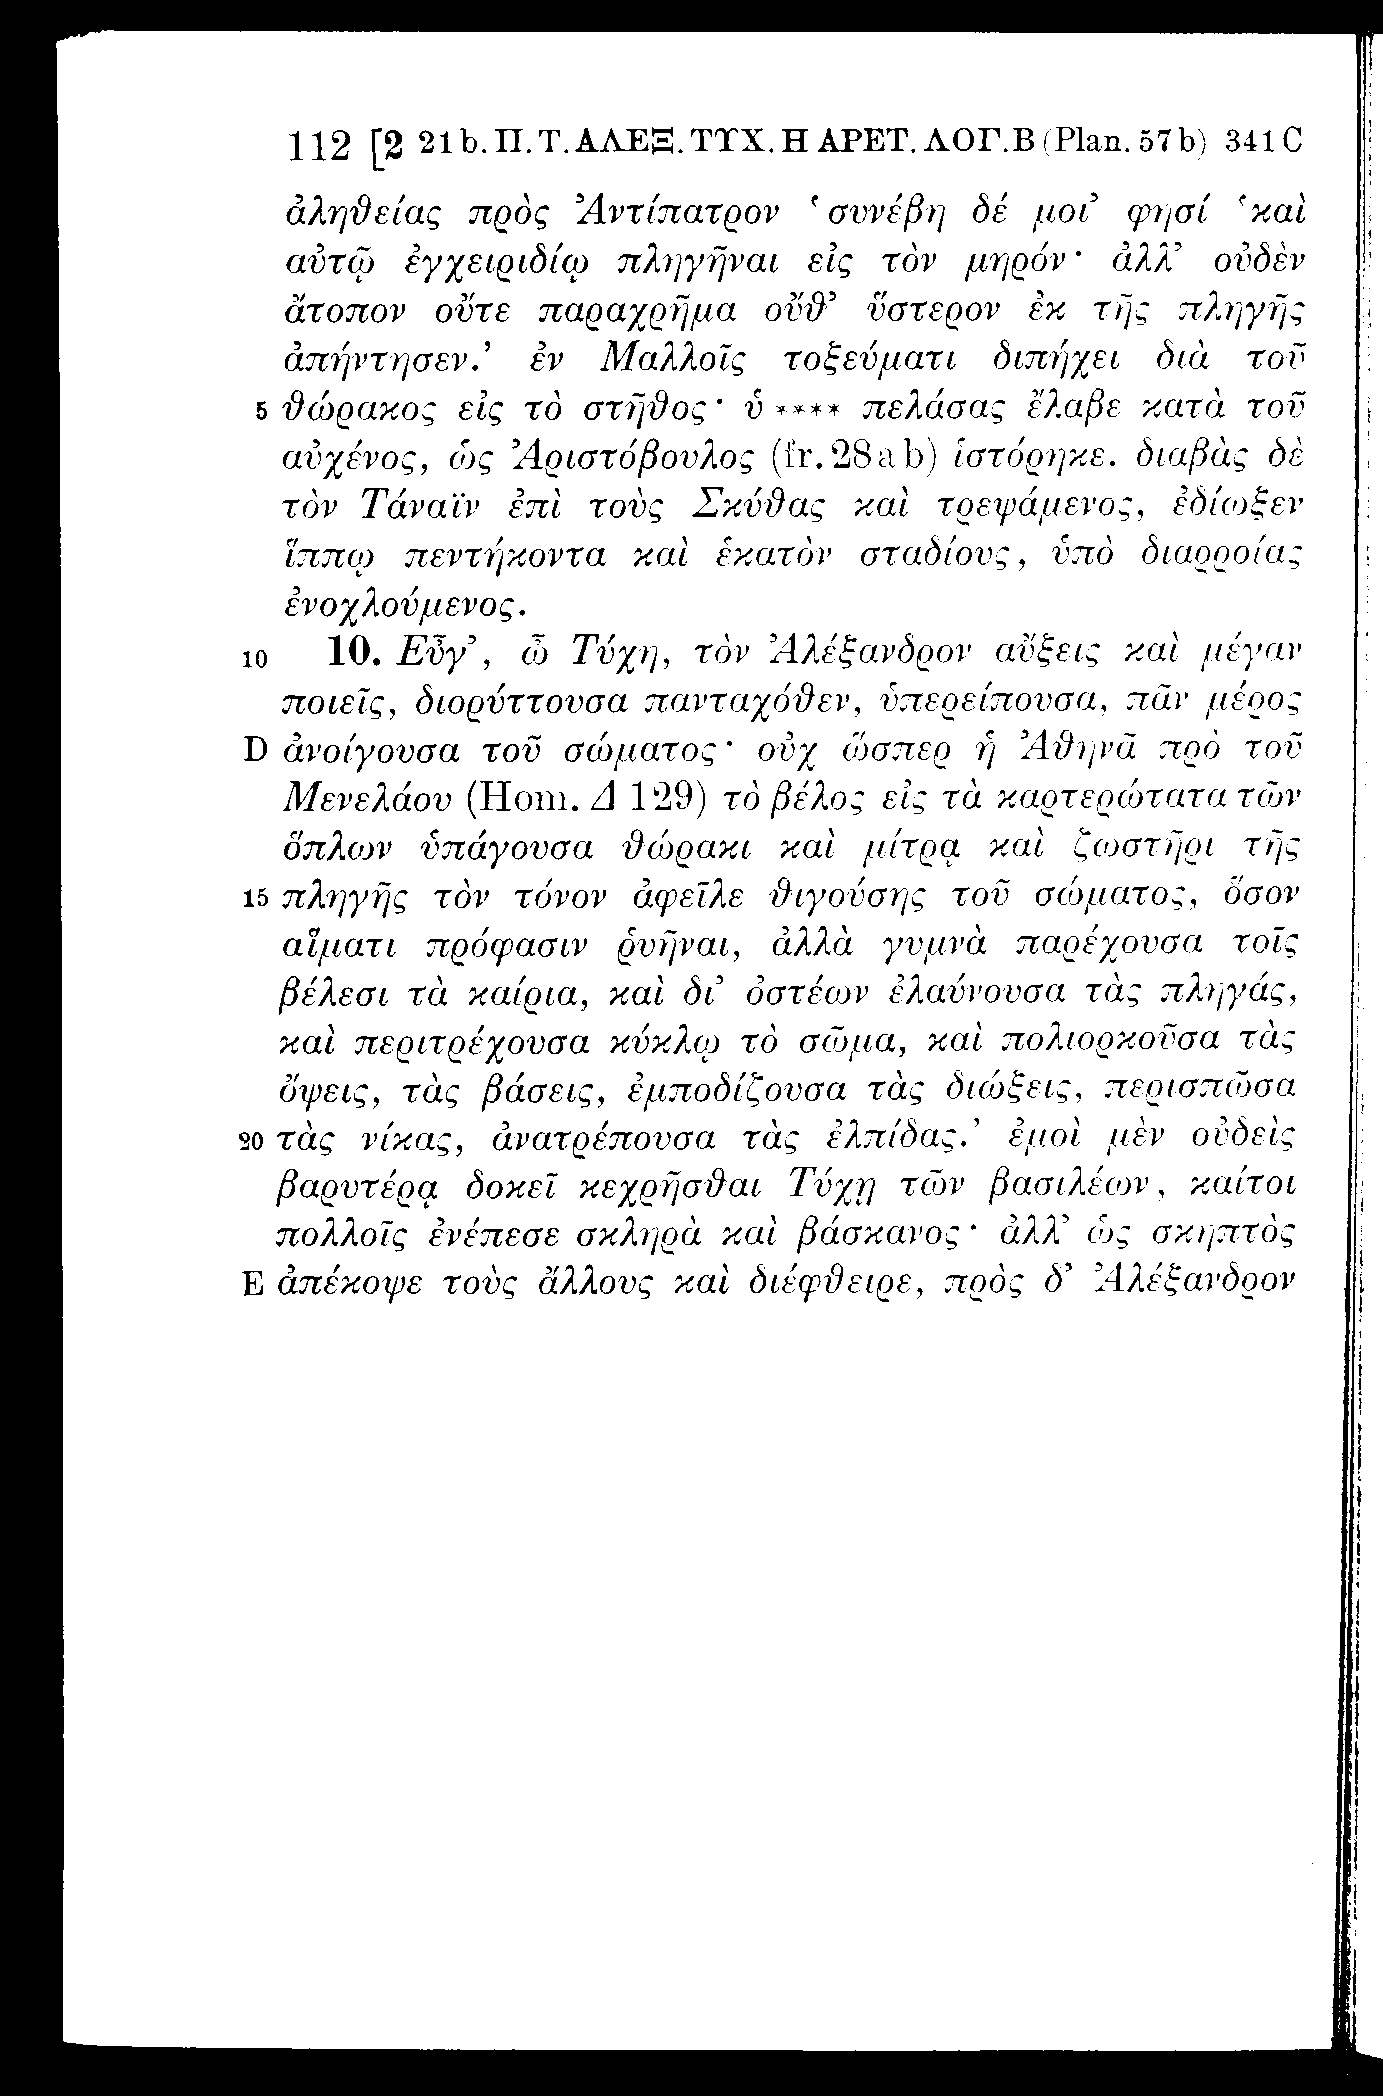 112 [2 21b. Π. Τ. ΑΛΕΞ. ΤΥΧ. Η ΑΡΕΤ. ΛΟΓ. Β (Plan. 57b) 341C
ἀληθείας πρὸς Ἀντίπατρον ‘συνέβη δέ μοι’ φησί ‘καὶ
αὐτῷ ἐγχειριδίῳ πληγῆναι εἰς τὸν μηρόν· ἀλλ’ οὐδὲν
ἄτοπον οὔτε παραχρῆμα οὔθ’ ὕστερον ἐκ τῆς πληγῆς
ἀπήντησεν.’ ἐν Μαλλοῖς τοξεύματι διπήχει διὰ τοῦ
5 θώρακος εἰς τὸ στῆθος· ὑ **** πελάσας ἔλαβε κατὰ τοῦ
αὐχένος, ὡς Ἀριστόβουλος (fr. 28ab) ἱστόρηκε. διαβὰς δὲ
τὸν Τάναϊν ἐπὶ τοὺς Σκύθας καὶ τρεψάμενος, ἐδίωξεν
ἵππῳ πεντήκοντα καὶ ἑκατὸν σταδίους, ὑπὸ διαρροίας
ἐνοχλούμενος.
10 10. Εὖγ’, ὦ Τύχη, τὸν Ἀλέξανδρον αὔξεις καὶ μέγαν
ποιεῖς, διορύττουσα πανταχόθεν, ὑπερείπουσα, πᾶν μέρος
D ἀνοίγουσα τοῦ σώματος· οὐχ ὥσπερ ἡ Ἀθηνᾶ πρὸ τοῦ
Μενελάου (Hom. Δ 129) τὸ βέλος εἰς τὰ καρτερώτατα τῶν
ὅπλων ὑπάγουσα θώρακι καὶ μίτρᾳ καὶ ζωστῆρι τῆς
15 πληγῆς τὸν τόνον ἀφεῖλε θιγούσης τοῦ σώματος, ὅσον
αἵματι πρόφασιν ῥυῆναι, ἀλλὰ γυμνὰ παρέχουσα τοῖς
βέλεσι τὰ καίρια, καὶ δι’ ὀστέων ἐλαύνουσα τὰς πληγάς,
καὶ περιτρέχουσα κύκλῳ τὸ σῶμα, καὶ πολιορκοῦσα τὰς
ὄψεις, τὰς βάσεις, ἐμποδίζουσα τὰς διώξεις, περισπῶσα
20 τὰς νίκας, ἀνατρέπουσα τὰς ἐλπίδας.’ ἐμοὶ μὲν οὐδεὶς
βαρυτέρᾳ δοκεῖ κεχρῆσθαι Τύχῃ τῶν βασιλέων, καίτοι
πολλοῖς ἐνέπεσε σκληρὰ καὶ βάσκανος· ἀλλ’ ὡς σκηπτὸς
E ἀπέκοψε τοὺς ἄλλους καὶ διέφθειρε, πρὸς δ’ Ἀλέξανδρον